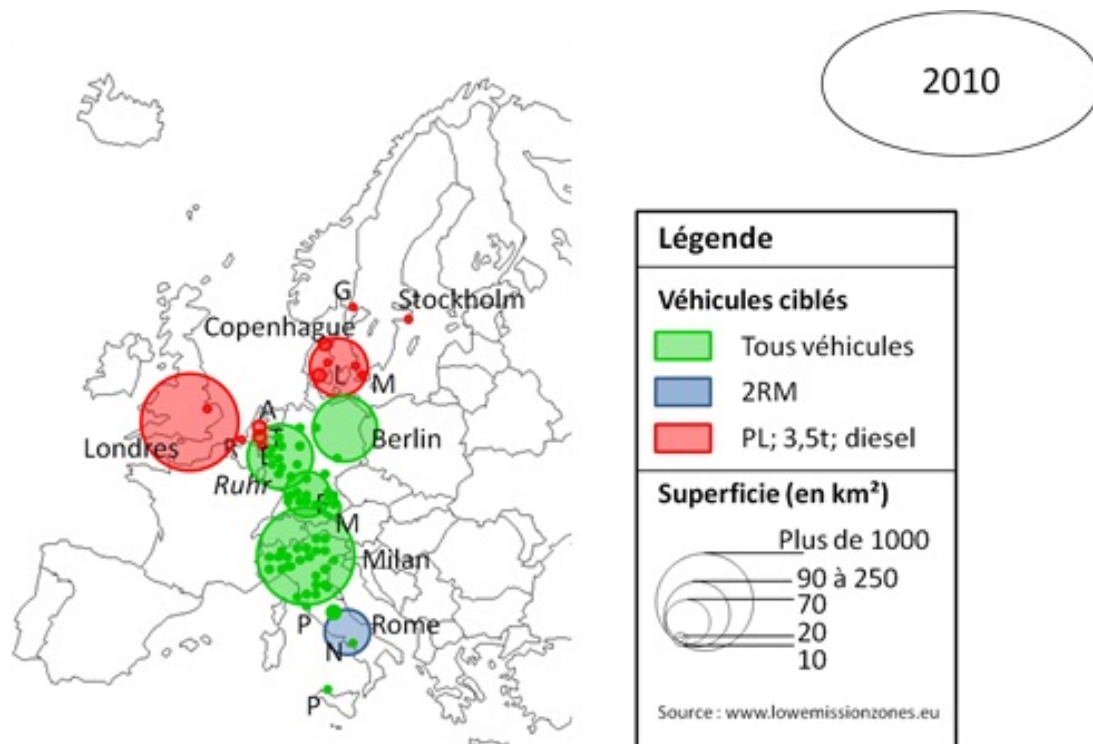 2010
G
Stockholm
Copenhague
L
M
A
Londres
R
Berlin
Ruhr
M
Milan
P
Rome
N
P
Légende
Véhicules ciblés
Tous véhicules
2RM
PL; 3,5t; diesel
Superficie (en km²)
Plus de 1000
90 à 250
70
20
10
Source : www.lowemissionzones.eu